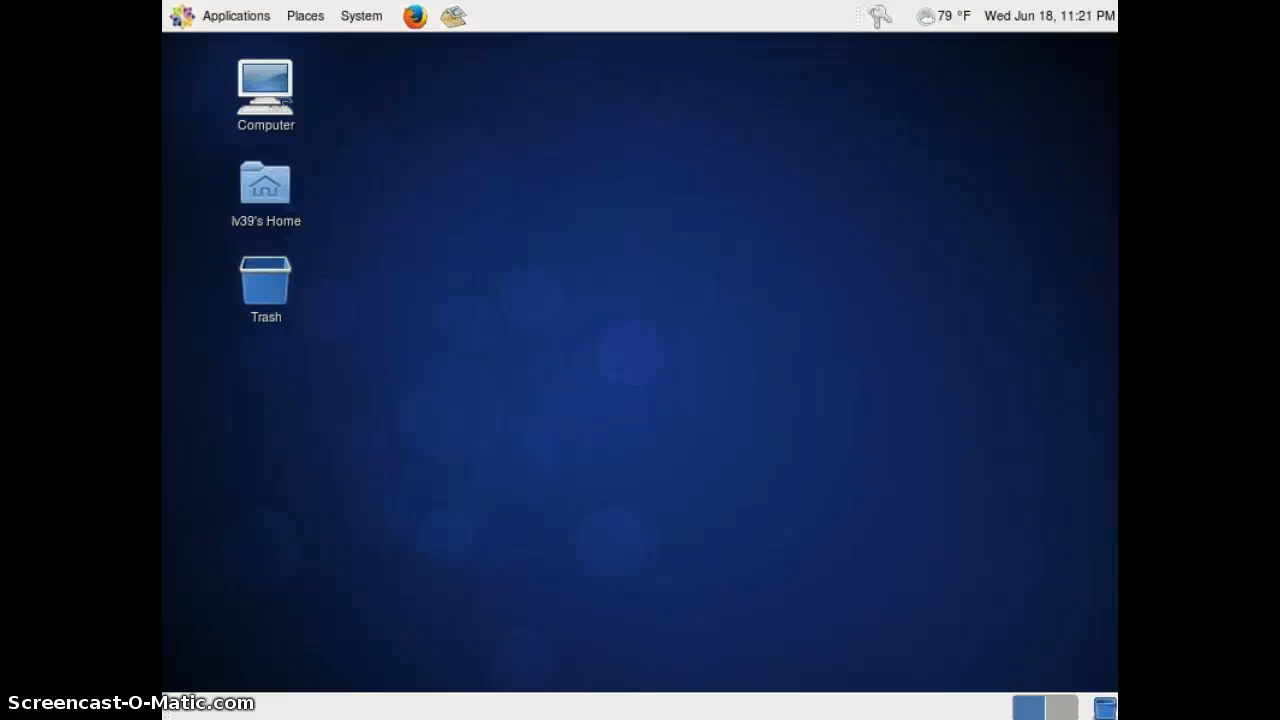 Applications Places System 79 °F Wed Jun 18, 11:21 PM
Computer
lv39's Home
Trash
Screencast-O-Matic.com